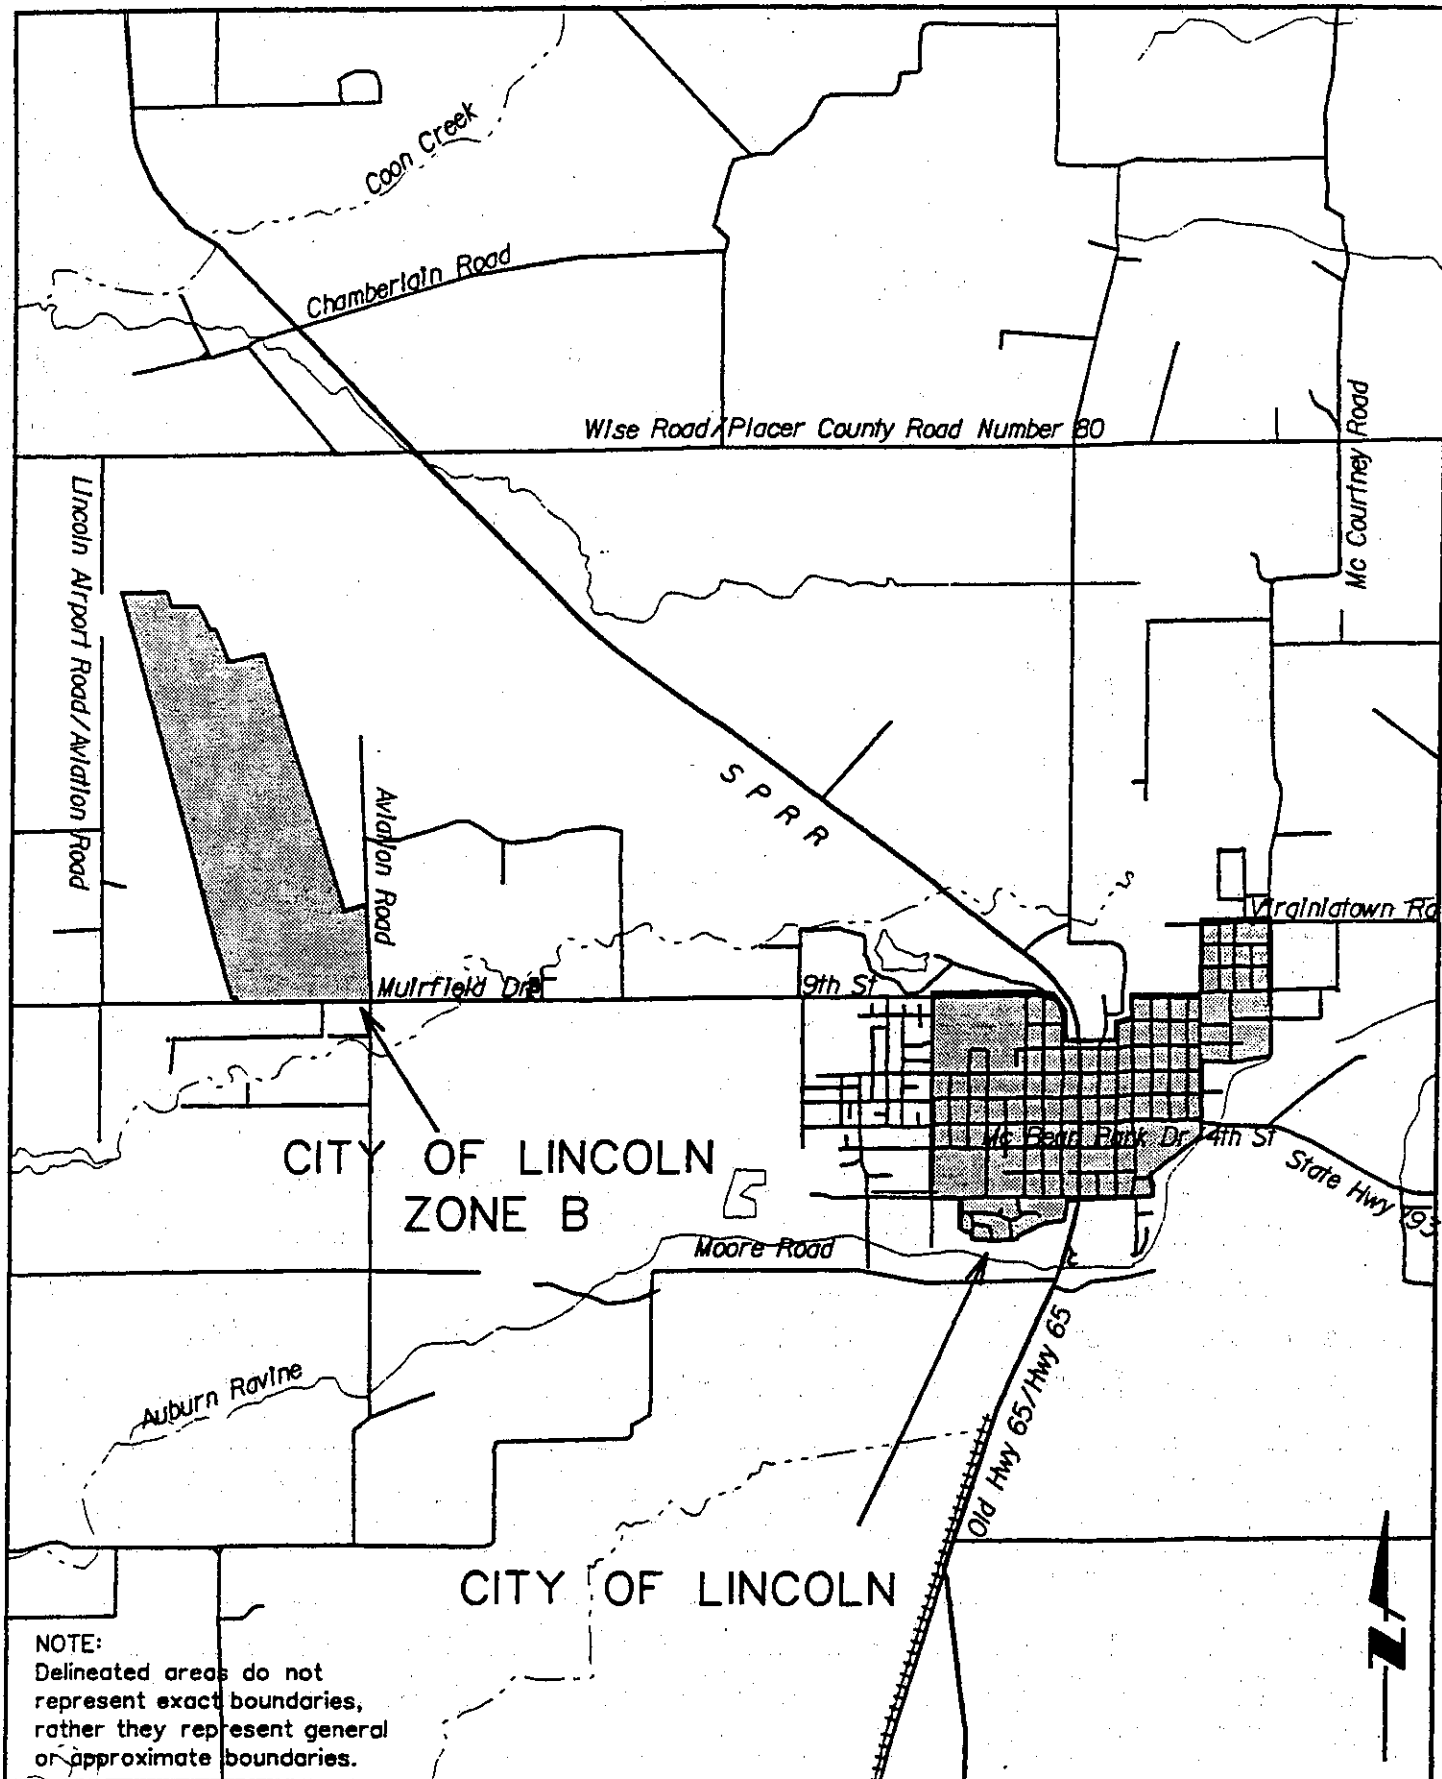 Coon Creek
Chamberlain Road
Wise Road/Placer County Road Number 80
Mc Courtney Road
Lincoln Airport Road/Aviation Road
SPRR
Aviation Road
Virginiatown Rd
Muirfield Dr
9th St
Mc Bean Park Dr/4th St
State Hwy 193
CITY OF LINCOLN
ZONE B
Moore Road
Old Hwy 65/Hwy 65
Auburn Ravine
CITY OF LINCOLN
N
NOTE:
Delineated areas do not
represent exact boundaries,
rather they represent general
or approximate boundaries.